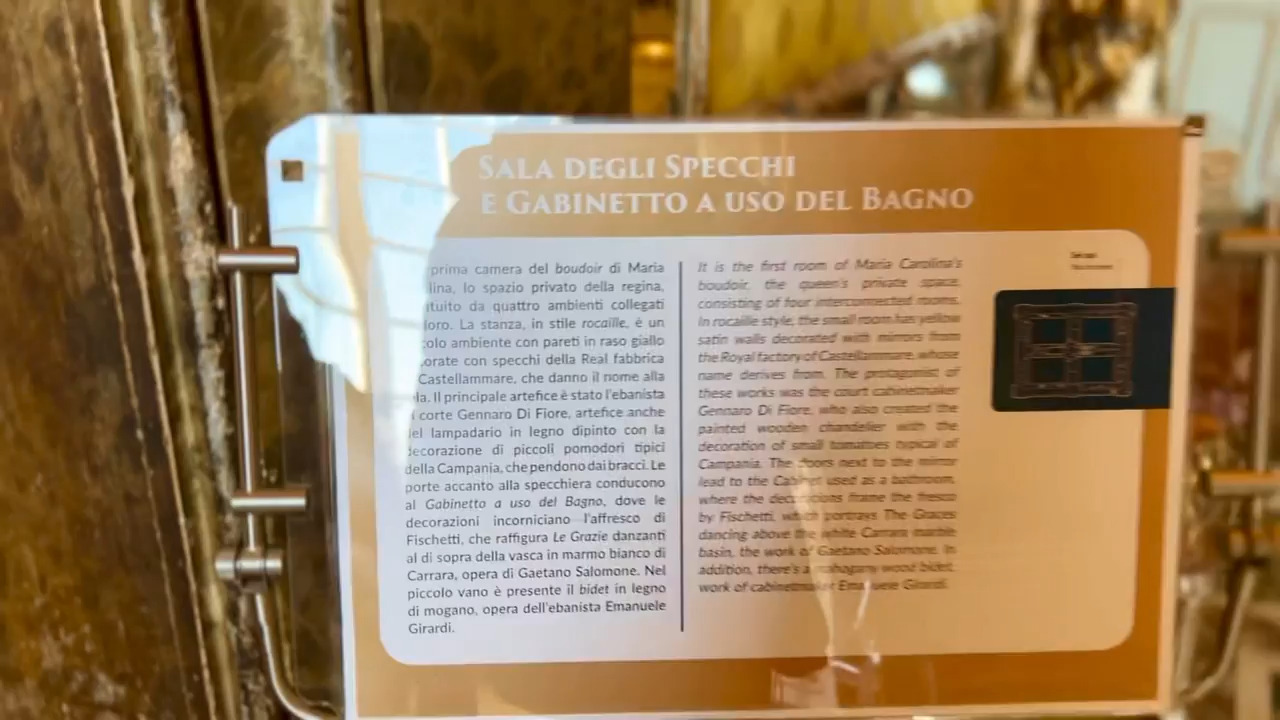 SALA DEGLI SPECCHI
E GABINETTO A USO DEL BAGNO
prima camera del boudoir di Maria
lina, lo spazio privato della regina,
ituito da quattro ambienti collegati
loro. La stanza, in stile rocaille, è un
colo ambiente con pareti in raso giallo
orate con specchi della Real fabbrica
Castellammare, che danno il nome alla
la. Il principale artefice è stato l'ebanista
corte Gennaro Di Fiore, artefice anche
del lampadario in legno dipinto con la
decorazione di piccoli pomodori tipici
della Campania, che pendono dai bracci. Le
porte accanto alla specchiera conducono
al Gabinetto a uso del Bagno, dove le
decorazioni incorniciano l'affresco di
Fischetti, che raffigura Le Grazie danzanti
al di sopra della vasca in marmo bianco di
Carrara, opera di Gaetano Salomone. Nel
piccolo vano è presente il bidet in legno
di mogano, opera dell'ebanista Emanuele
Girardi.
It is the first room of Maria Carolina's
boudoir, the queen's private space,
consisting of four interconnected rooms.
In rocaille style, the small room has yellow
satin walls decorated with mirrors from
the Royal factory of Castellammare, whose
name derives from. The protagonist of
these works was the court cabinetmaker
Gennaro Di Fiore, who also created the
painted wooden chandelier with the
decoration of small tomatoes typical of
Campania. The doors next to the mirror
lead to the Cabinet used as a bathroom,
where the decorations frame the fresco
by Fischetti, which portrays The Graces
dancing above the white Carrara marble
basin, the work of Gaetano Salomone. In
addition, there's a mahogany wood bidet,
work of cabinetmaker Emanuele Girardi.